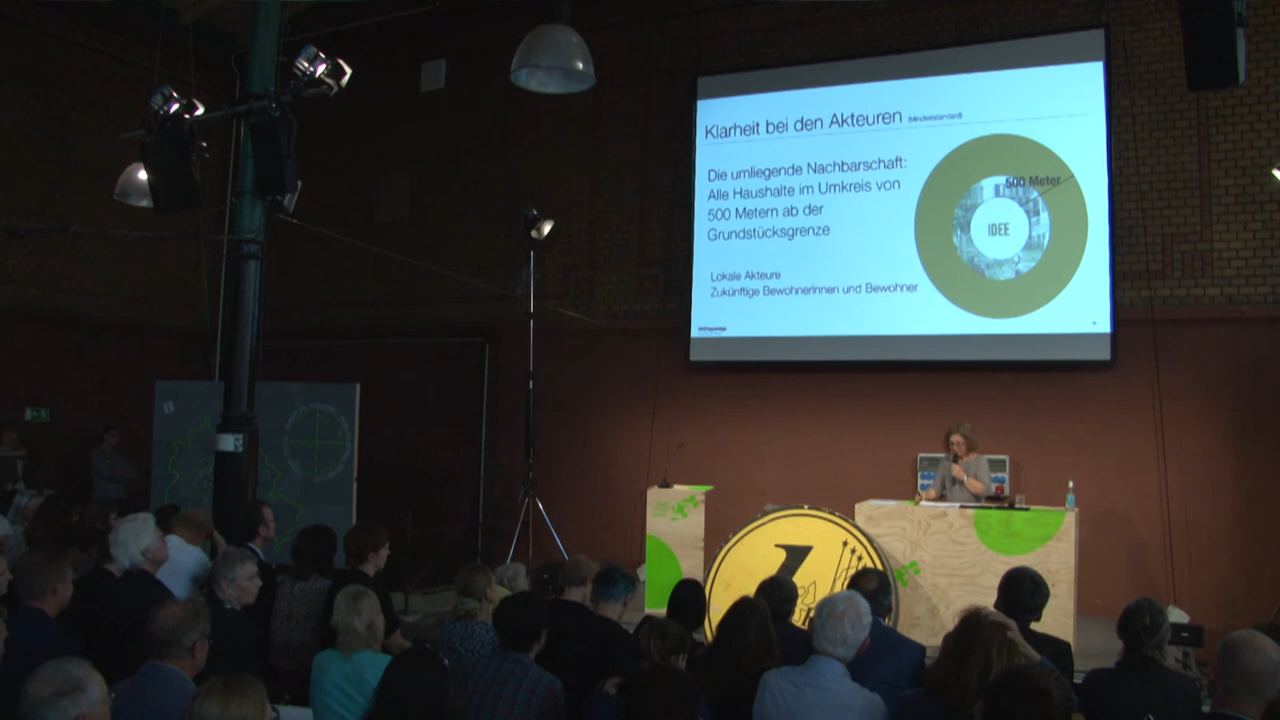 Klarheit bei den Akteuren (Mindeststandard)
Die umliegende Nachbarschaft:
Alle Haushalte im Umkreis von
500 Metern ab der
Grundstücksgrenze
Lokale Akteure
Zukünftige Bewohnerinnen und Bewohner
500 Meter
IDEE
1